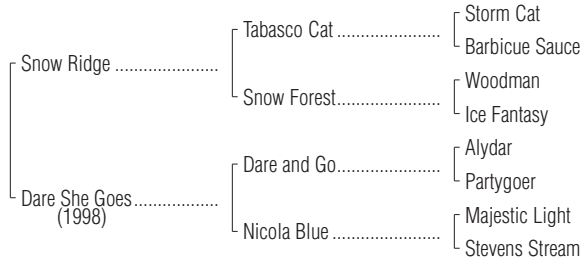 Storm Cat
Tabasco Cat ........................
Barbicue Sauce
Snow Ridge ........................
Woodman
Snow Forest........................
Ice Fantasy
Alydar
Dare and Go........................
Partygoer
Dare She Goes...................
(1998)
Majestic Light
Nicola Blue ........................
Stevens Stream